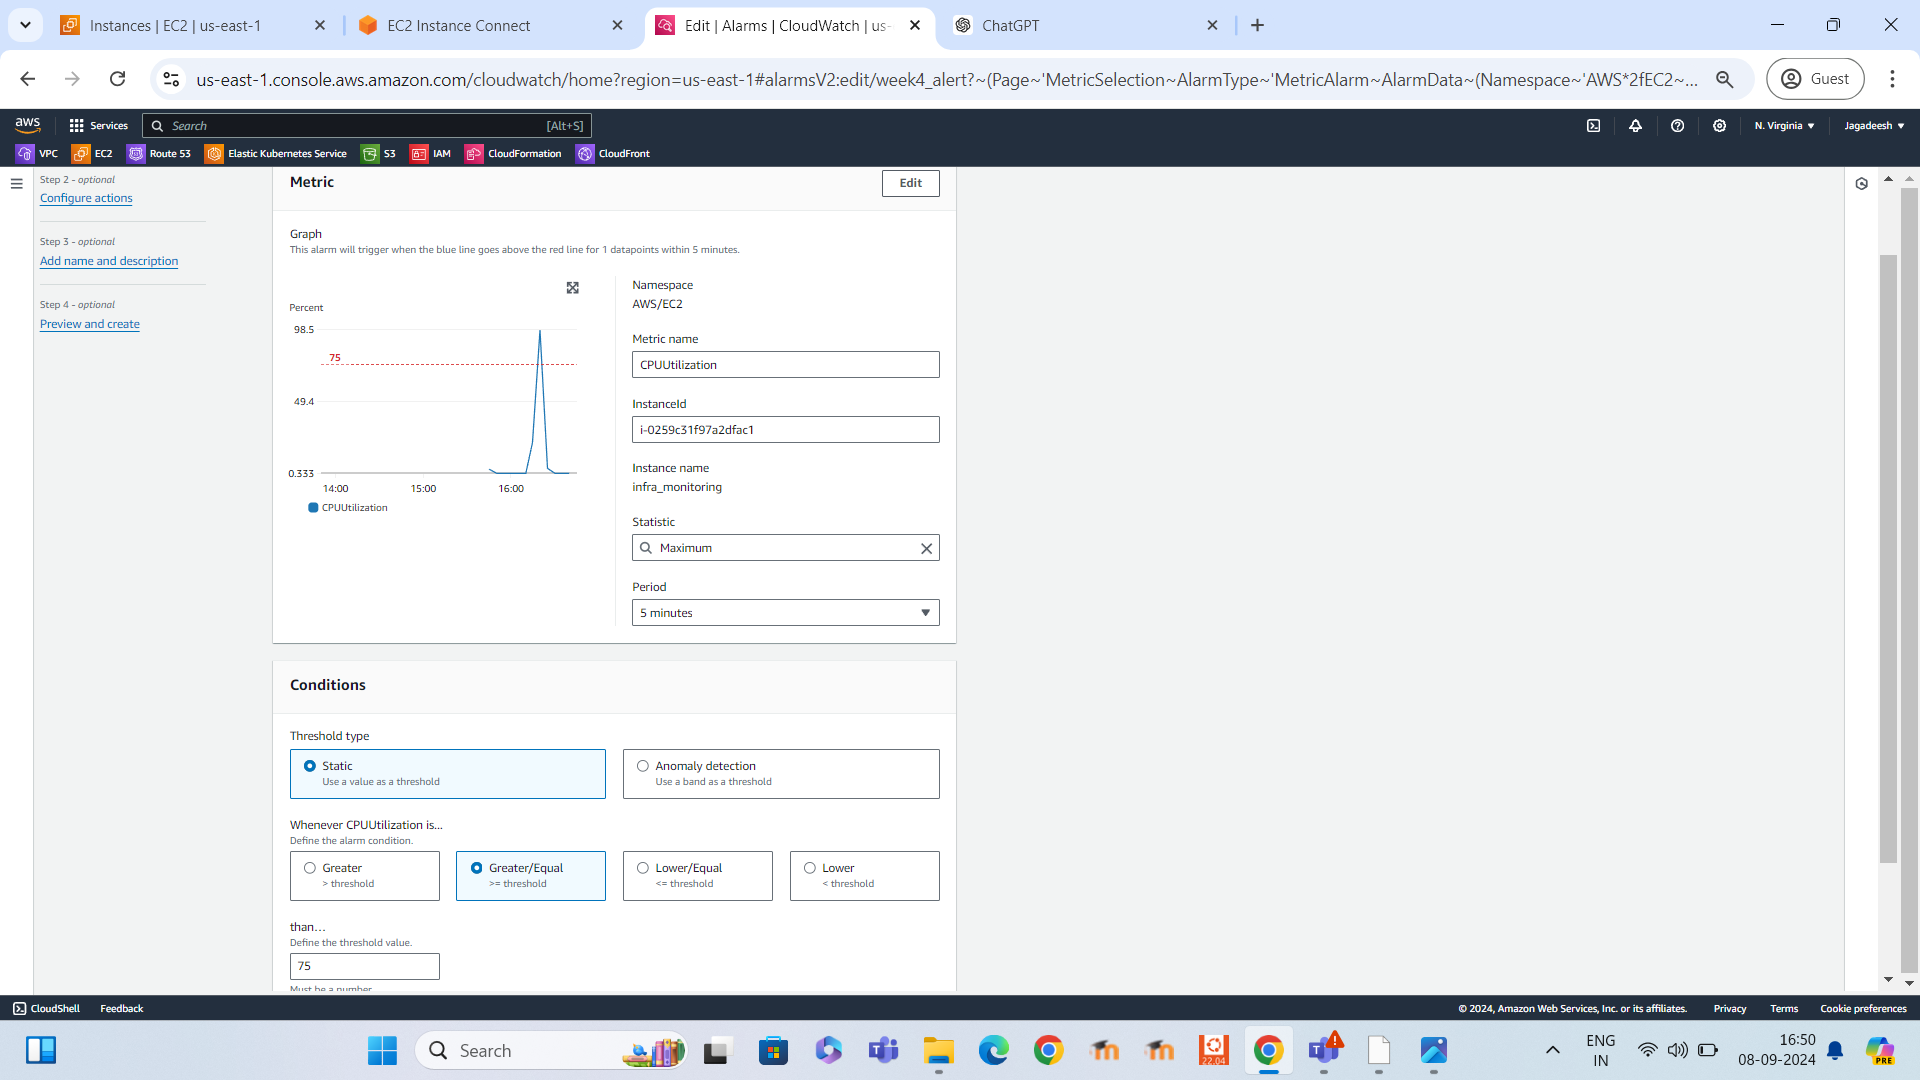 Instances | EC2 | us-east-1
EC2 Instance Connect
Edit | Alarms | CloudWatch | us-
ChatGPT
us-east-1.console.aws.amazon.com/cloudwatch/home?region=us-east-1#alarmsV2:edit/week4_alert?~(Page~'MetricSelection~AlarmType~'MetricAlarm~AlarmData~(Namespace~'AWS*2fEC2~...
Guest
aws
Services
Search
[Alt+S]
N. Virginia
Jagadeesh
VPC
EC2
Route 53
Elastic Kubernetes Service
S3
IAM
CloudFormation
CloudFront
Step 2 - optional
Configure actions
Step 3 - optional
Add name and description
Step 4 - optional
Preview and create
Metric
Edit
Graph
This alarm will trigger when the blue line goes above the red line for 1 datapoints within 5 minutes.
Percent
98.5
75
49.4
0.333
14:00
15:00
16:00
CPUUtilization
Namespace
AWS/EC2
Metric name
CPUUtilization
InstanceId
i-0259c31f97a2dfac1
Instance name
infra_monitoring
Statistic
Maximum
Period
5 minutes
Conditions
Threshold type
Static
Use a value as a threshold
Anomaly detection
Use a band as a threshold
Whenever CPUUtilization is...
Define the alarm condition.
Greater
> threshold
Greater/Equal
>= threshold
Lower/Equal
<= threshold
Lower
< threshold
than...
Define the threshold value.
75
Must be a number
CloudShell
Feedback
© 2024, Amazon Web Services, Inc. or its affiliates.
Privacy
Terms
Cookie preferences
Search
22.04
ENG
IN
16:50
08-09-2024
PRE